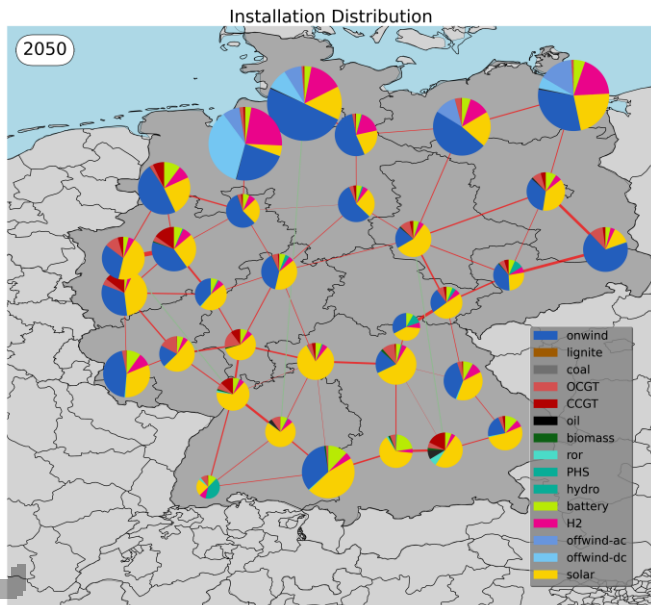 Installation Distribution
2050
onwind
lignite
coal
OCGT
CCGT
oil
biomass
ror
PHS
hydro
battery
H2
offwind-ac
offwind-dc
solar